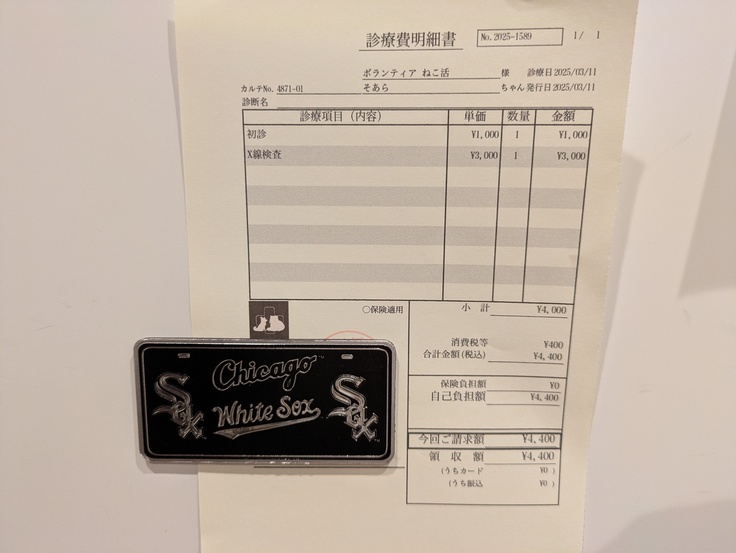 診療費明細書 No.2025-1589 1/ 1
ボランティア ねこ活 様 診療日 2025/03/11
カルテNo. 4871-01 そあら ちゃん 発行日 2025/03/11
診断名
診療項目（内容） 単価 数量 金額
初診 ¥1,000 1 ¥1,000
X線検査 ¥3,000 1 ¥3,000
○保険適用 小 計 ¥4,000
消費税等 ¥400
合計金額(税込) ¥4,400
保険負担額 ¥0
自己負担額 ¥4,400
今回ご請求額 ¥4,400
領 収 額 ¥4,400
(うちカード ¥0 )
(うち振込 ¥0 )
Chicago™
Sox White Sox Sox